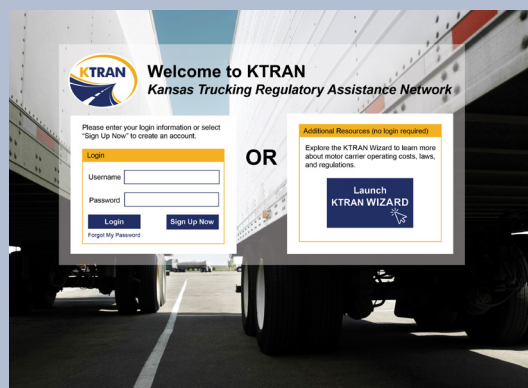 KTRAN
Welcome to KTRAN
Kansas Trucking Regulatory Assistance Network
Please enter your login information or select
"Sign Up Now" to create an account.
Login
Username
Password
Login
Sign Up Now
Forgot My Password
OR
Additional Resources (no login required)
Explore the KTRAN Wizard to learn more
about motor carrier operating costs, laws,
and regulations.
Launch
KTRAN WIZARD